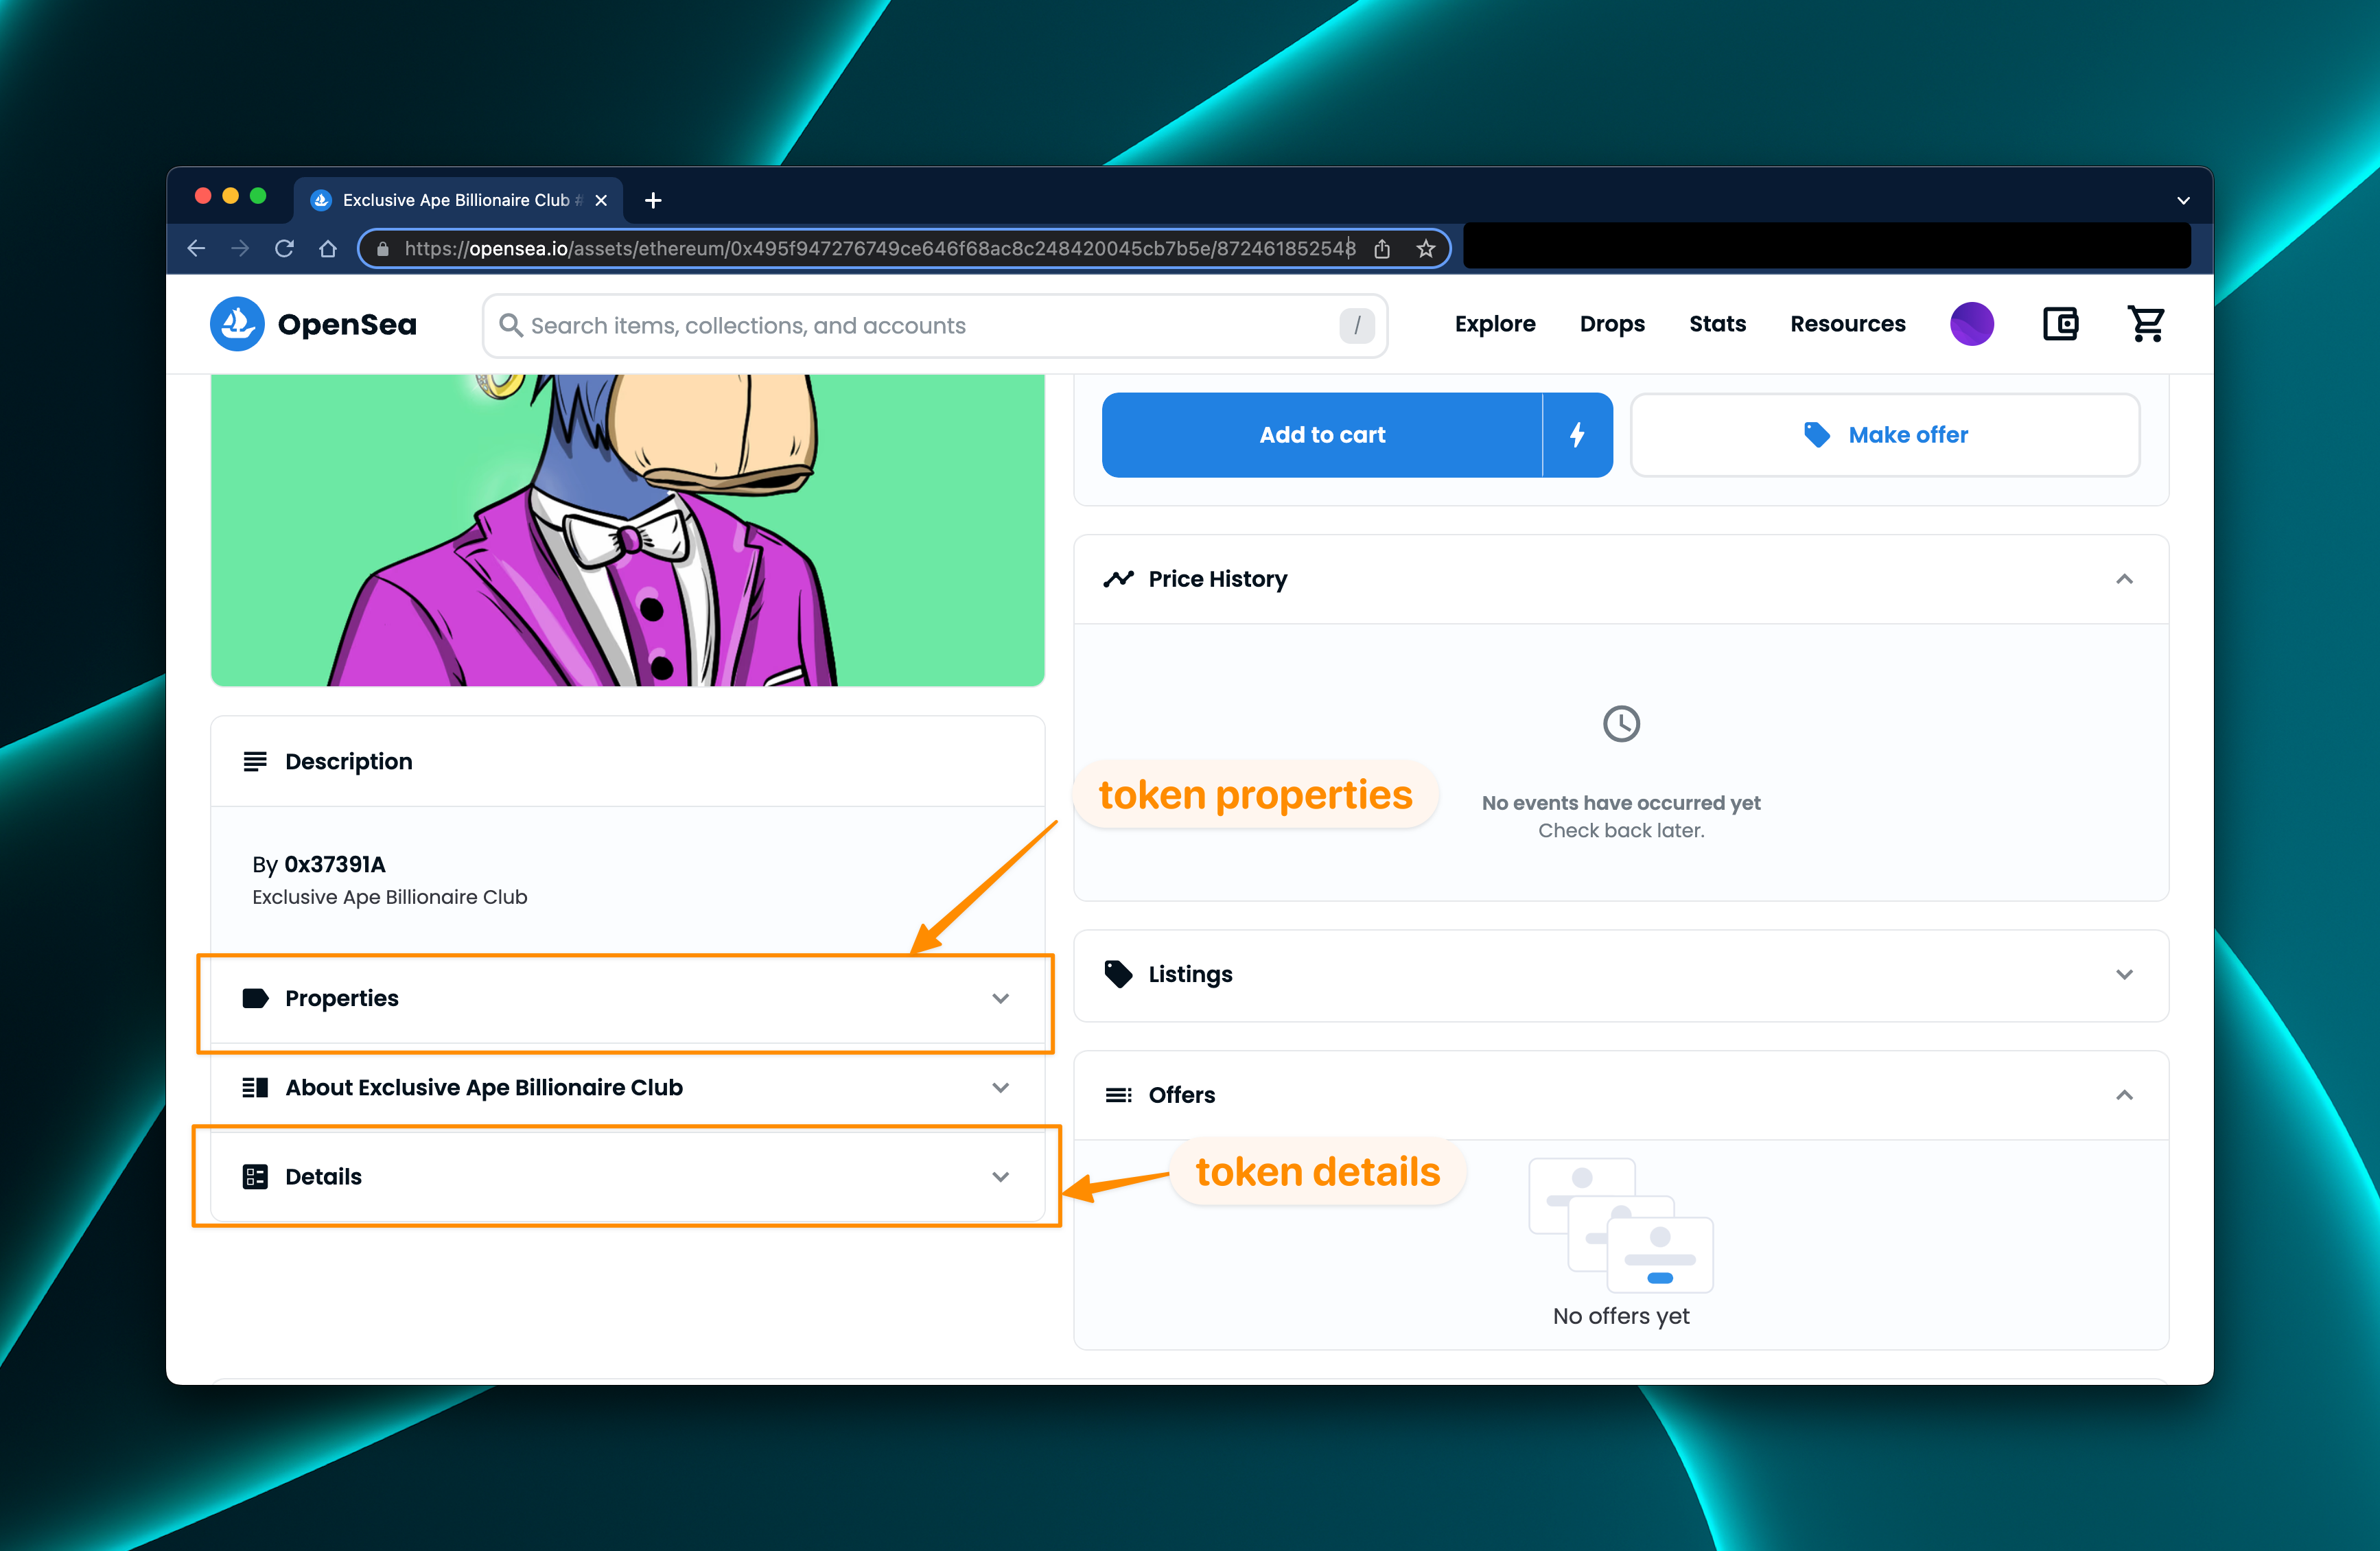 Exclusive Ape Billionaire Club #
https://opensea.io/assets/ethereum/0x495f947276749ce646f68ac8c248420045cb7b5e/872461852548
OpenSea
Search items, collections, and accounts
/
Explore
Drops
Stats
Resources
Add to cart
Make offer
Price History
No events have occurred yet
Check back later.
Description
token properties
By 0x37391A
Exclusive Ape Billionaire Club
Properties
Listings
About Exclusive Ape Billionaire Club
Offers
Details
token details
No offers yet